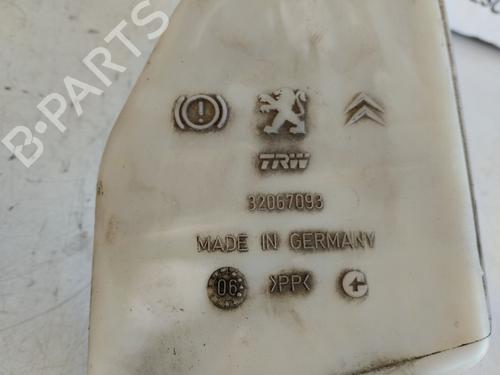 B-PARTS
TRW
32067093
MADE IN GERMANY
06 >PP<